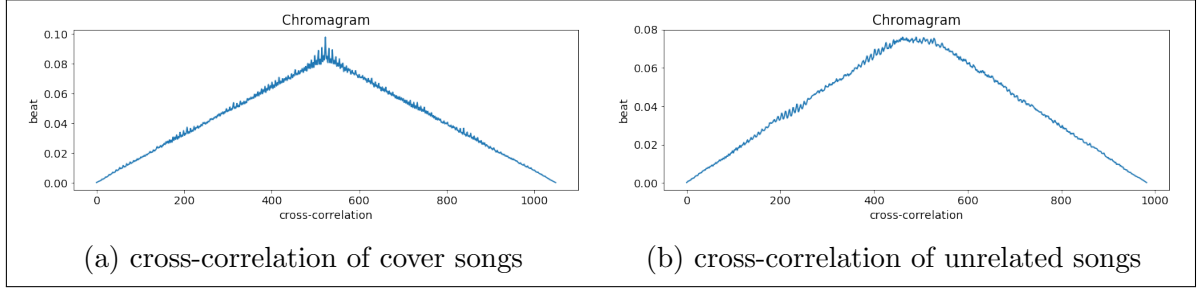 Chromagram
0.10
0.08
0.06
0.04
0.02
0.00
beat
0 200 400 600 800 1000
cross-correlation
(a) cross-correlation of cover songs
Chromagram
0.08
0.06
0.04
0.02
0.00
beat
0 200 400 600 800 1000
cross-correlation
(b) cross-correlation of unrelated songs